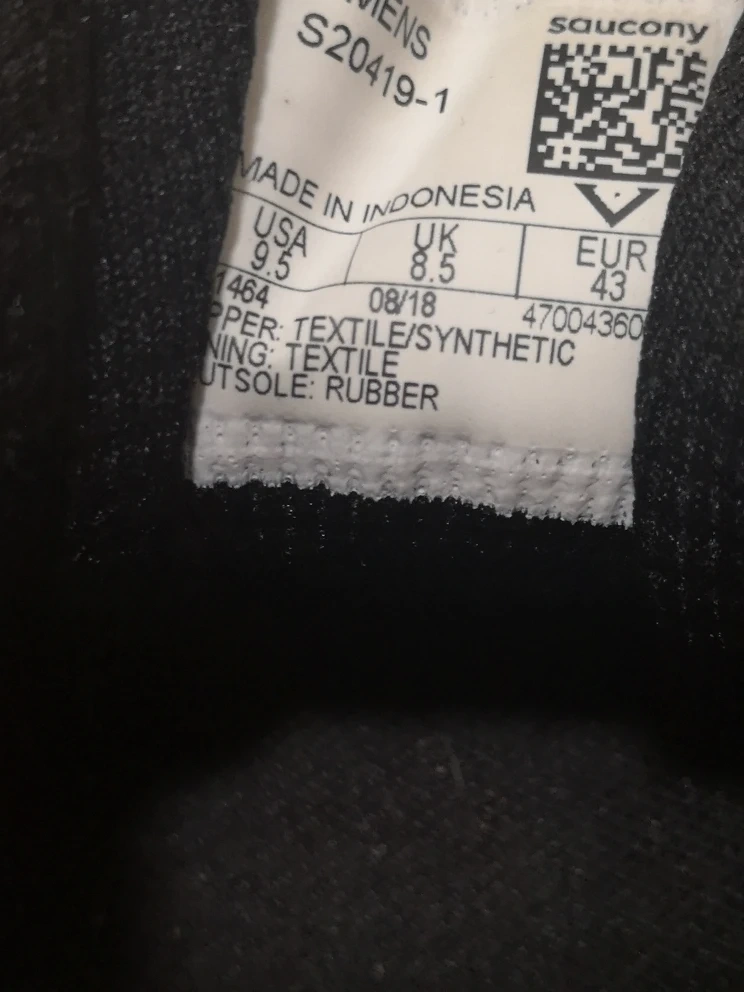 MENS
S20419-1
saucony
MADE IN INDONESIA
USA UK EUR
9.5 8.5 43
1464 08/18 47004360
PPER: TEXTILE/SYNTHETIC
NING: TEXTILE
UTSOLE: RUBBER